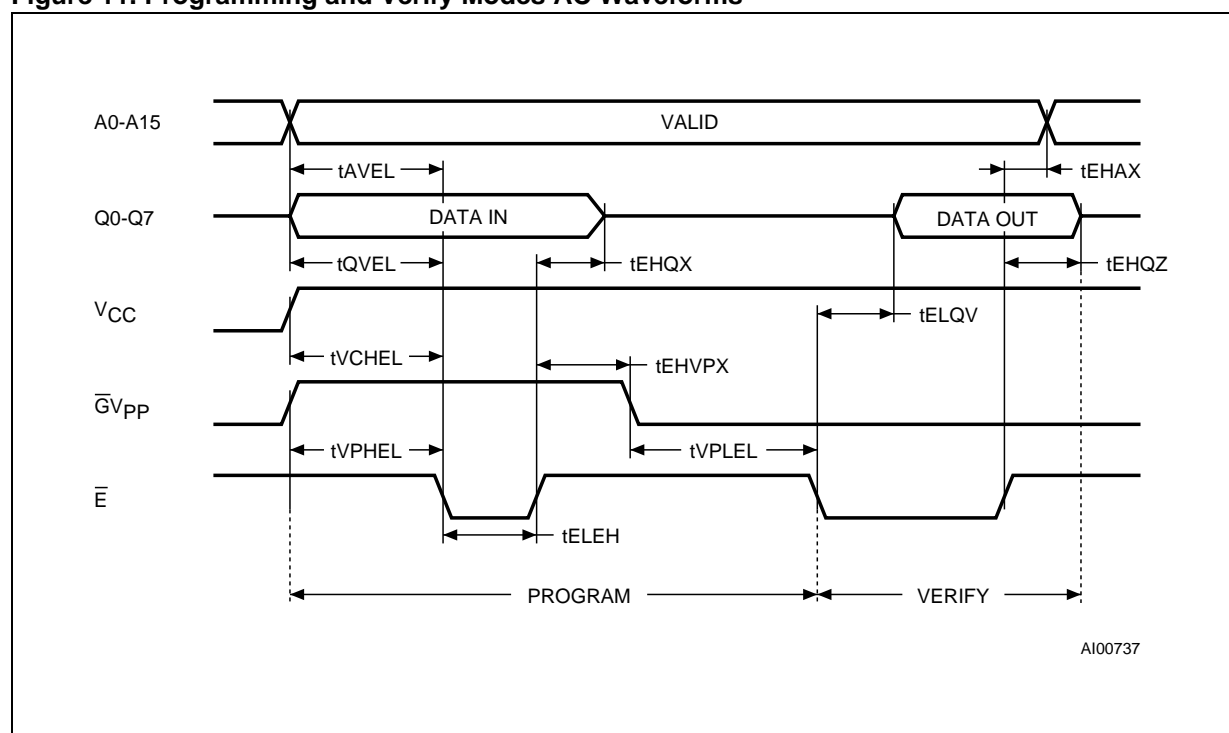 Figure 11. Programming and Verify Modes AC Waveforms
A0-A15
VALID
tAVEL
tEHAX
Q0-Q7
DATA IN
DATA OUT
tQVEL
tEHQX
tEHQZ
VCC
tELQV
tVCHEL
tEHVPX
G̅VPP
tVPHEL
tVPLEL
E̅
tELEH
PROGRAM
VERIFY
AI00737